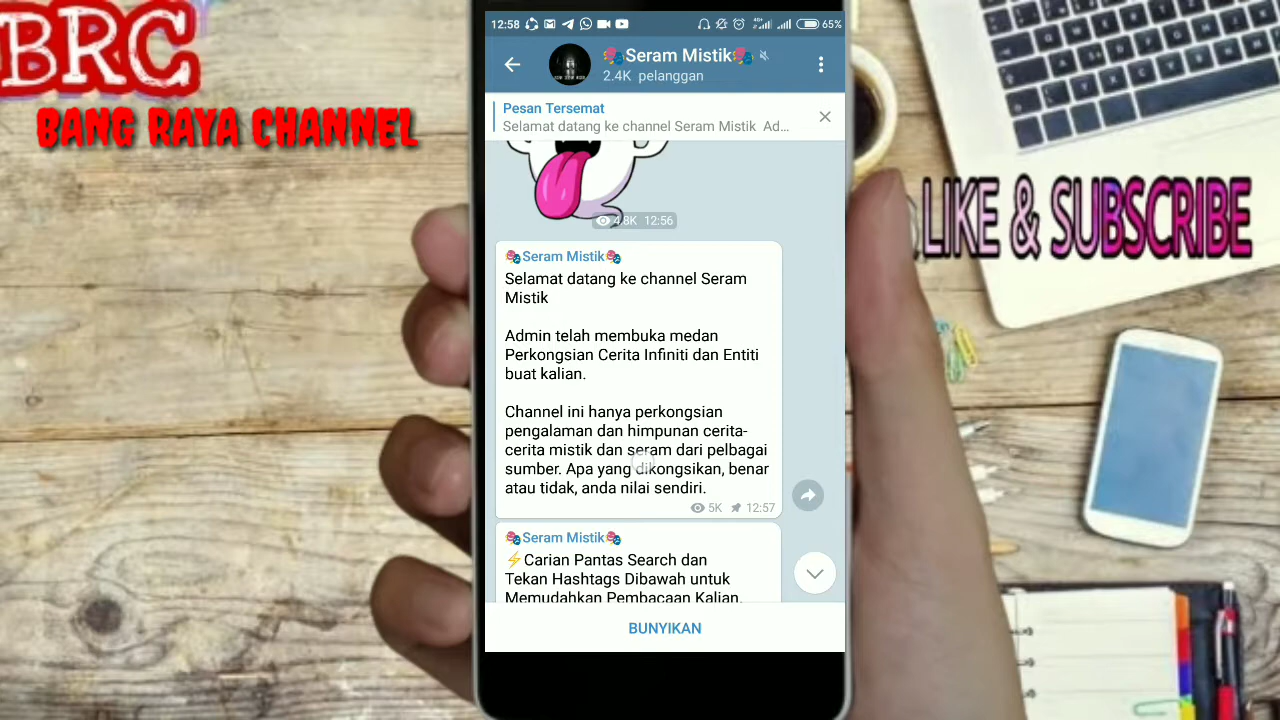 BRC
BANG RAYA CHANNEL
LIKE & SUBSCRIBE
12:58
65%
🎭Seram Mistik🎭
2.4K pelanggan
Pesan Tersemat
Selamat datang ke channel Seram Mistik Ad...
4.8K 12:56
🎭Seram Mistik🎭
Selamat datang ke channel Seram
Mistik
Admin telah membuka medan
Perkongsian Cerita Infiniti dan Entiti
buat kalian.
Channel ini hanya perkongsian
pengalaman dan himpunan cerita-
cerita mistik dan seram dari pelbagai
sumber. Apa yang dikongsikan, benar
atau tidak, anda nilai sendiri.
5K 12:57
🎭Seram Mistik🎭
⚡Carian Pantas Search dan
Tekan Hashtags Dibawah untuk
Memudahkan Pembacaan Kalian.
BUNYIKAN